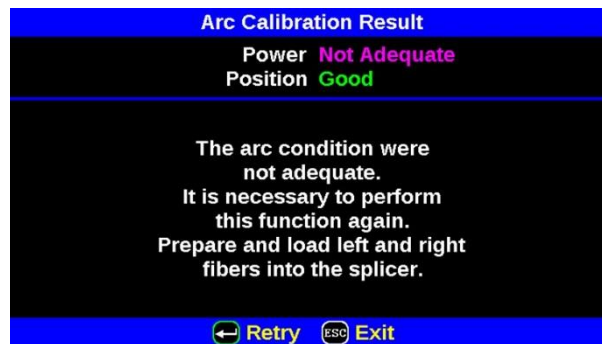 Arc Calibration Result
Power Not Adequate
Position Good
The arc condition were
not adequate.
It is necessary to perform
this function again.
Prepare and load left and right
fibers into the splicer.
Retry ESC Exit